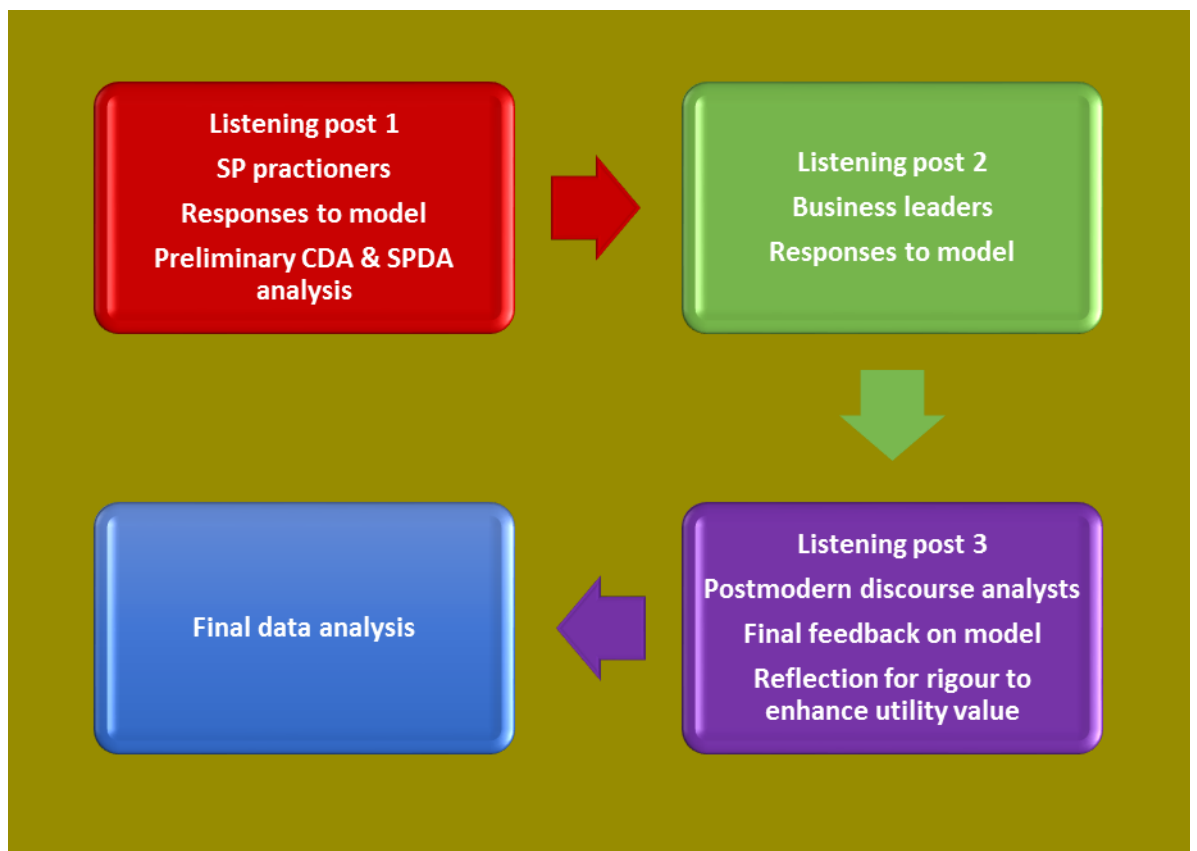 Listening post 1
SP practioners
Responses to model
Preliminary CDA & SPDA
analysis
Listening post 2
Business leaders
Responses to model
Listening post 3
Postmodern discourse analysts
Final feedback on model
Reflection for rigour to
enhance utility value
Final data analysis